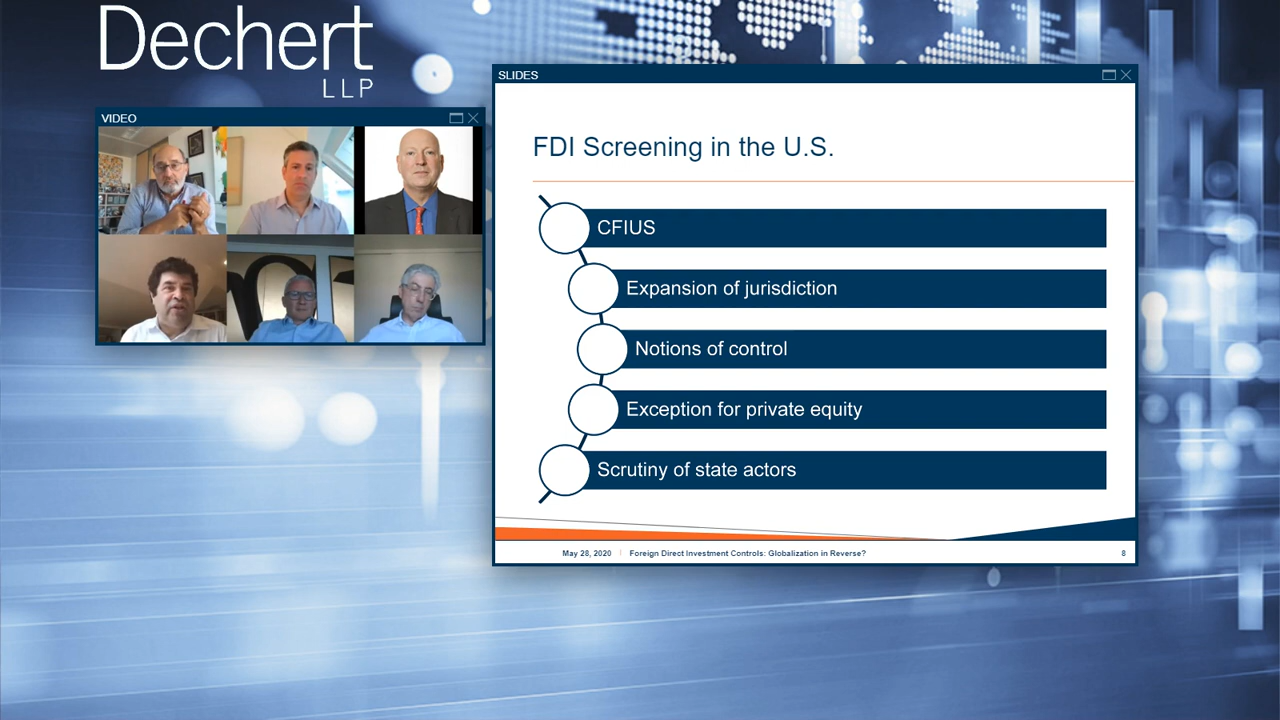 Dechert
LLP
VIDEO
SLIDES
FDI Screening in the U.S.
CFIUS
Expansion of jurisdiction
Notions of control
Exception for private equity
Scrutiny of state actors
May 28, 2020 | Foreign Direct Investment Controls: Globalization in Reverse? 8